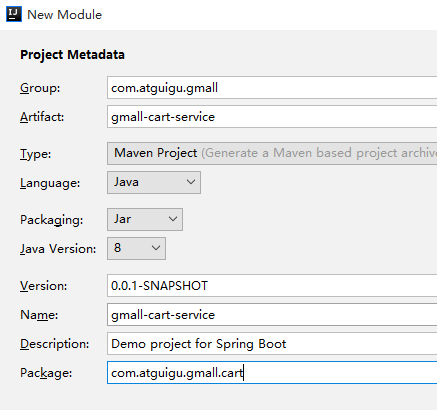 New Module
Project Metadata
Group: com.atguigu.gmall
Artifact: gmall-cart-service
Type: Maven Project (Generate a Maven based project archive
Language: Java
Packaging: Jar
Java Version: 8
Version: 0.0.1-SNAPSHOT
Name: gmall-cart-service
Description: Demo project for Spring Boot
Package: com.atguigu.gmall.cart